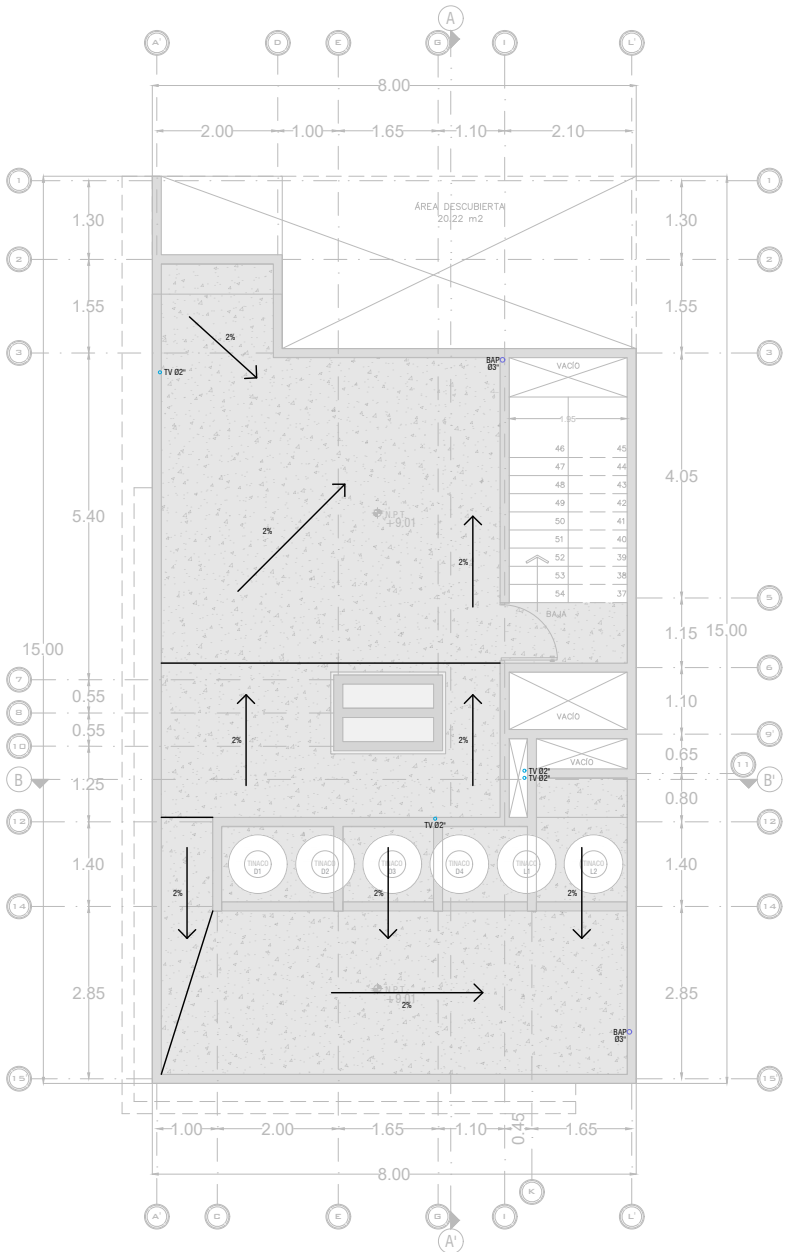 A
A' D E G I L'
8.00
2.00 1.00 1.65 1.10 2.10
1 1
ÁREA DESCUBIERTA
20.22 m2
1.30 1.30
2 2
1.55 1.55
3 3
BAP
Ø3"
VACÍO
2%
TV Ø2"
1.95
46 45
47 44
48 43
49 42
50 41
51 40
52 39
53 38
54 37
4.05
5.40
N.P.T.
+9.01
2%
2%
5
BAJA
1.15
15.00 15.00
6
7
0.55
8
0.55
10
1.10
VACÍO
2%
2%
9'
0.65
VACÍO
11
TV Ø2"
TV Ø2"
B B'
1.25
0.80
12 12
TV Ø2"
1.40 1.40
TINACO
D1
TINACO
D2
TINACO
D3
TINACO
D4
TINACO
L1
TINACO
L2
2% 2% 2%
14 14
2.85 2.85
N.P.T.
+9.01
2%
BAP
Ø3"
15 15
1.00 2.00 1.65 1.10 0.45 1.65
8.00
K
A' C E G I L'
A'